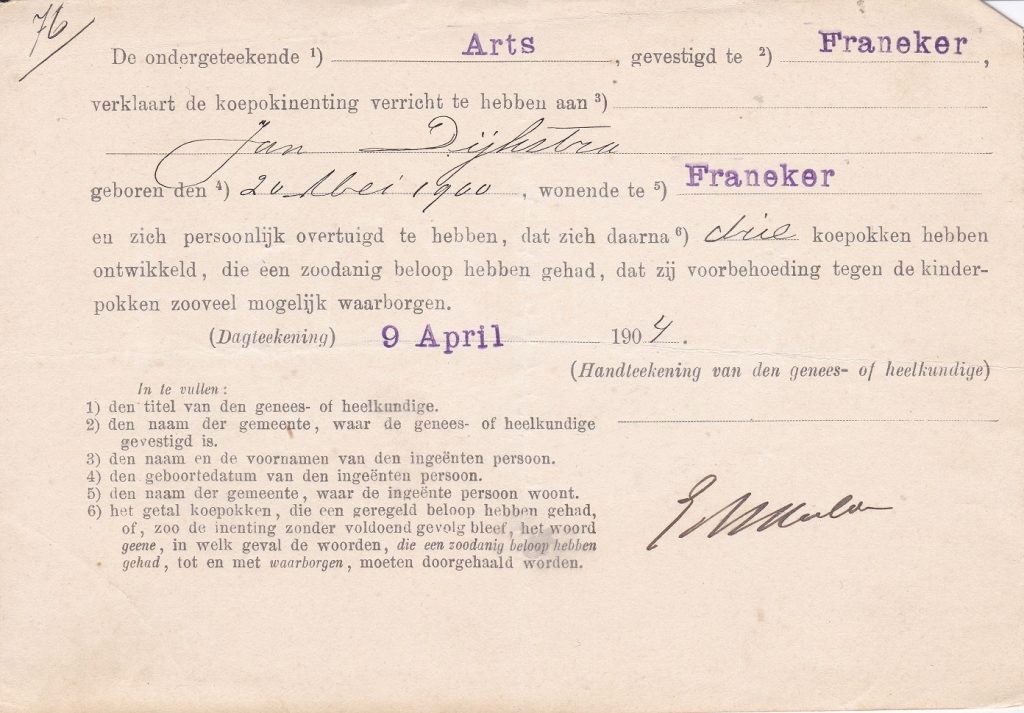 76
De ondergeteekende ¹) Arts, gevestigd te ²) Franeker,
verklaart de koepokinenting verricht te hebben aan ³)
Jan Dijkstra
geboren den ⁴) 20 Mei 1900, wonende te ⁵) Franeker
en zich persoonlijk overtuigd te hebben, dat zich daarna ⁶) drie koepokken hebben
ontwikkeld, die een zoodanig beloop hebben gehad, dat zij voorbehoeding tegen de kinder-
pokken zooveel mogelijk waarborgen.
(Dagteekening) 9 April 1904.
(Handteekening van den genees- of heelkundige)
In te vullen:
1) den titel van den genees- of heelkundige.
2) den naam der gemeente, waar de genees- of heelkundige
gevestigd is.
3) den naam en de voornamen van den ingeënten persoon.
4) den geboortedatum van den ingeënten persoon.
5) den naam der gemeente, waar de ingeënte persoon woont.
6) het getal koepokken, die een geregeld beloop hebben gehad,
of, zoo de inenting zonder voldoend gevolg bleef, het woord
geene, in welk geval de woorden, die een zoodanig beloop hebben
gehad, tot en met waarborgen, moeten doorgehaald worden.